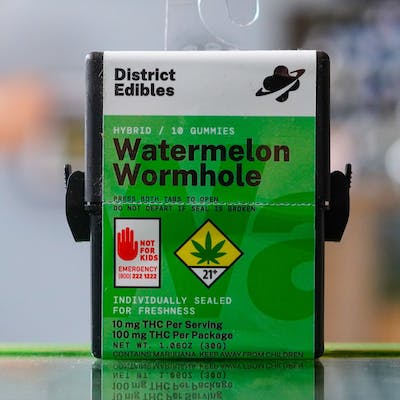 District
Edibles
HYBRID / 10 GUMMIES
Watermelon
Wormhole
PRESS BOTH TABS TO OPEN
DO NOT DEPART IF SEAL IS BROKEN
NOT
FOR
KIDS
EMERGENCY
(800) 222 1222
21+
INDIVIDUALLY SEALED
FOR FRESHNESS
10 mg THC Per Serving
100 mg THC Per Package
NET WT. 1.06OZ (30G)
CONTAINS MARIJUANA. KEEP AWAY FROM CHILDREN